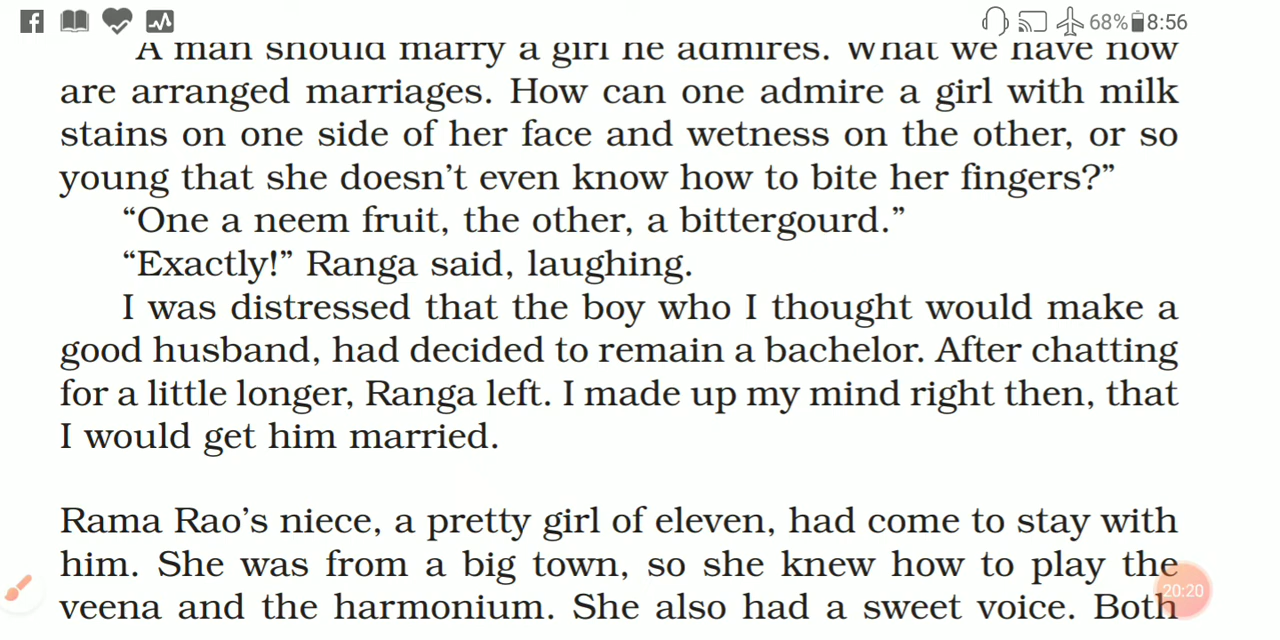 68% 8:56
A man should marry a girl he admires. What we have now
are arranged marriages. How can one admire a girl with milk
stains on one side of her face and wetness on the other, or so
young that she doesn’t even know how to bite her fingers?”
“One a neem fruit, the other, a bittergourd.”
“Exactly!” Ranga said, laughing.
I was distressed that the boy who I thought would make a
good husband, had decided to remain a bachelor. After chatting
for a little longer, Ranga left. I made up my mind right then, that
I would get him married.
Rama Rao’s niece, a pretty girl of eleven, had come to stay with
him. She was from a big town, so she knew how to play the
veena and the harmonium. She also had a sweet voice. Both
20:20